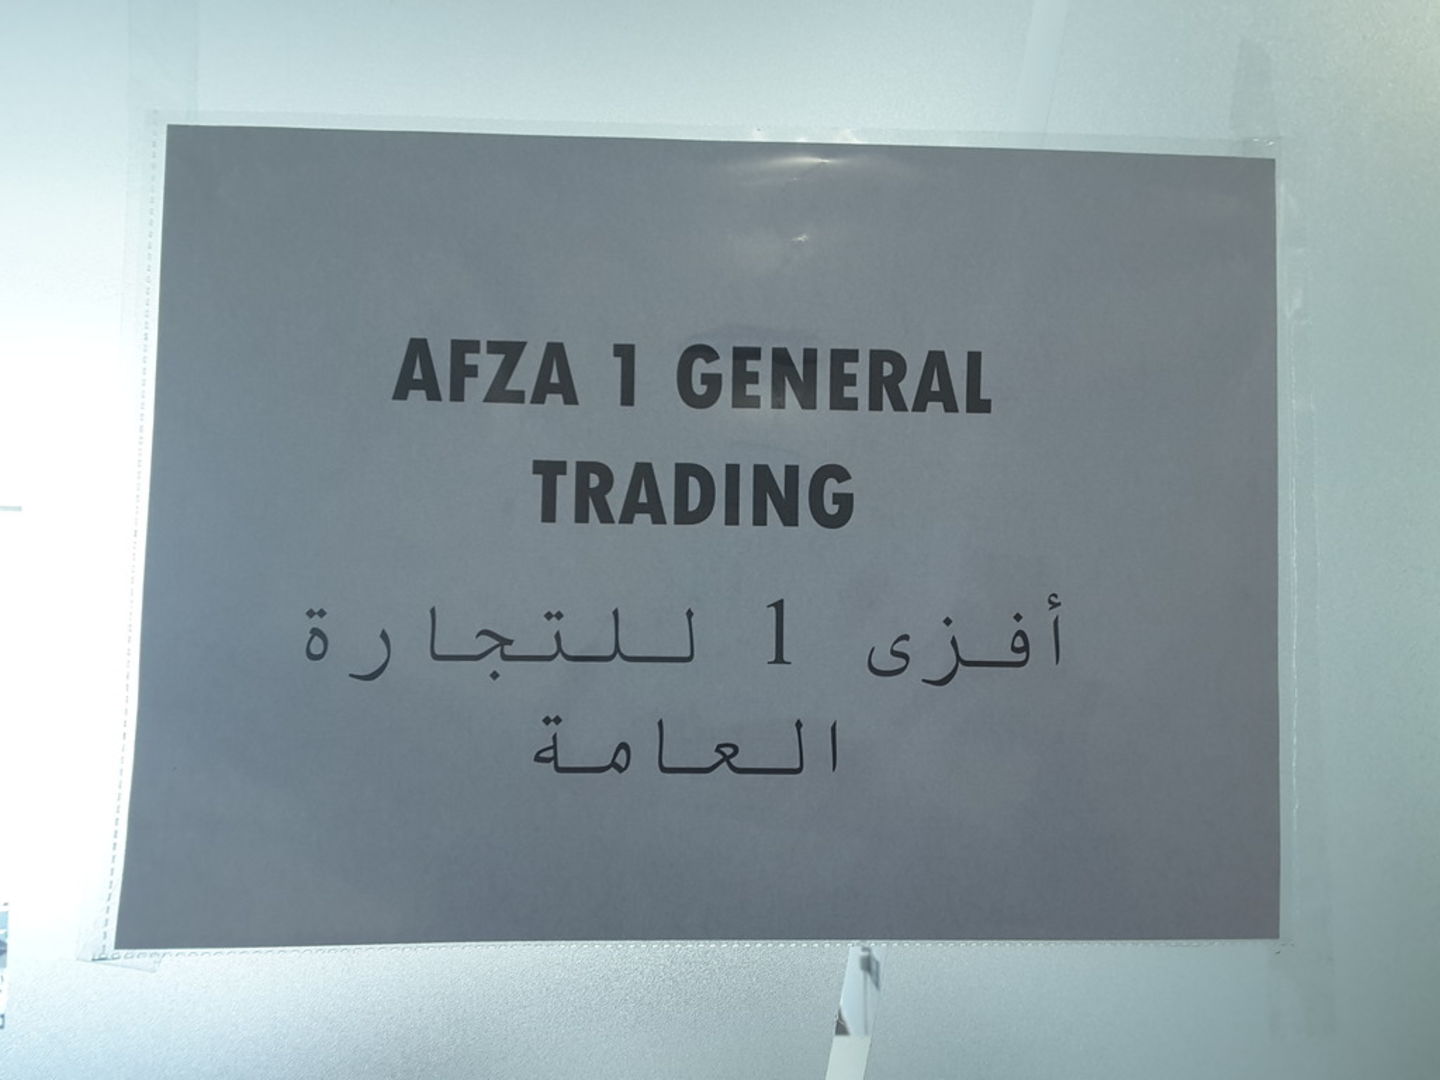 AFZA 1 GENERAL
TRADING
أفزى 1 للتجارة
العامة